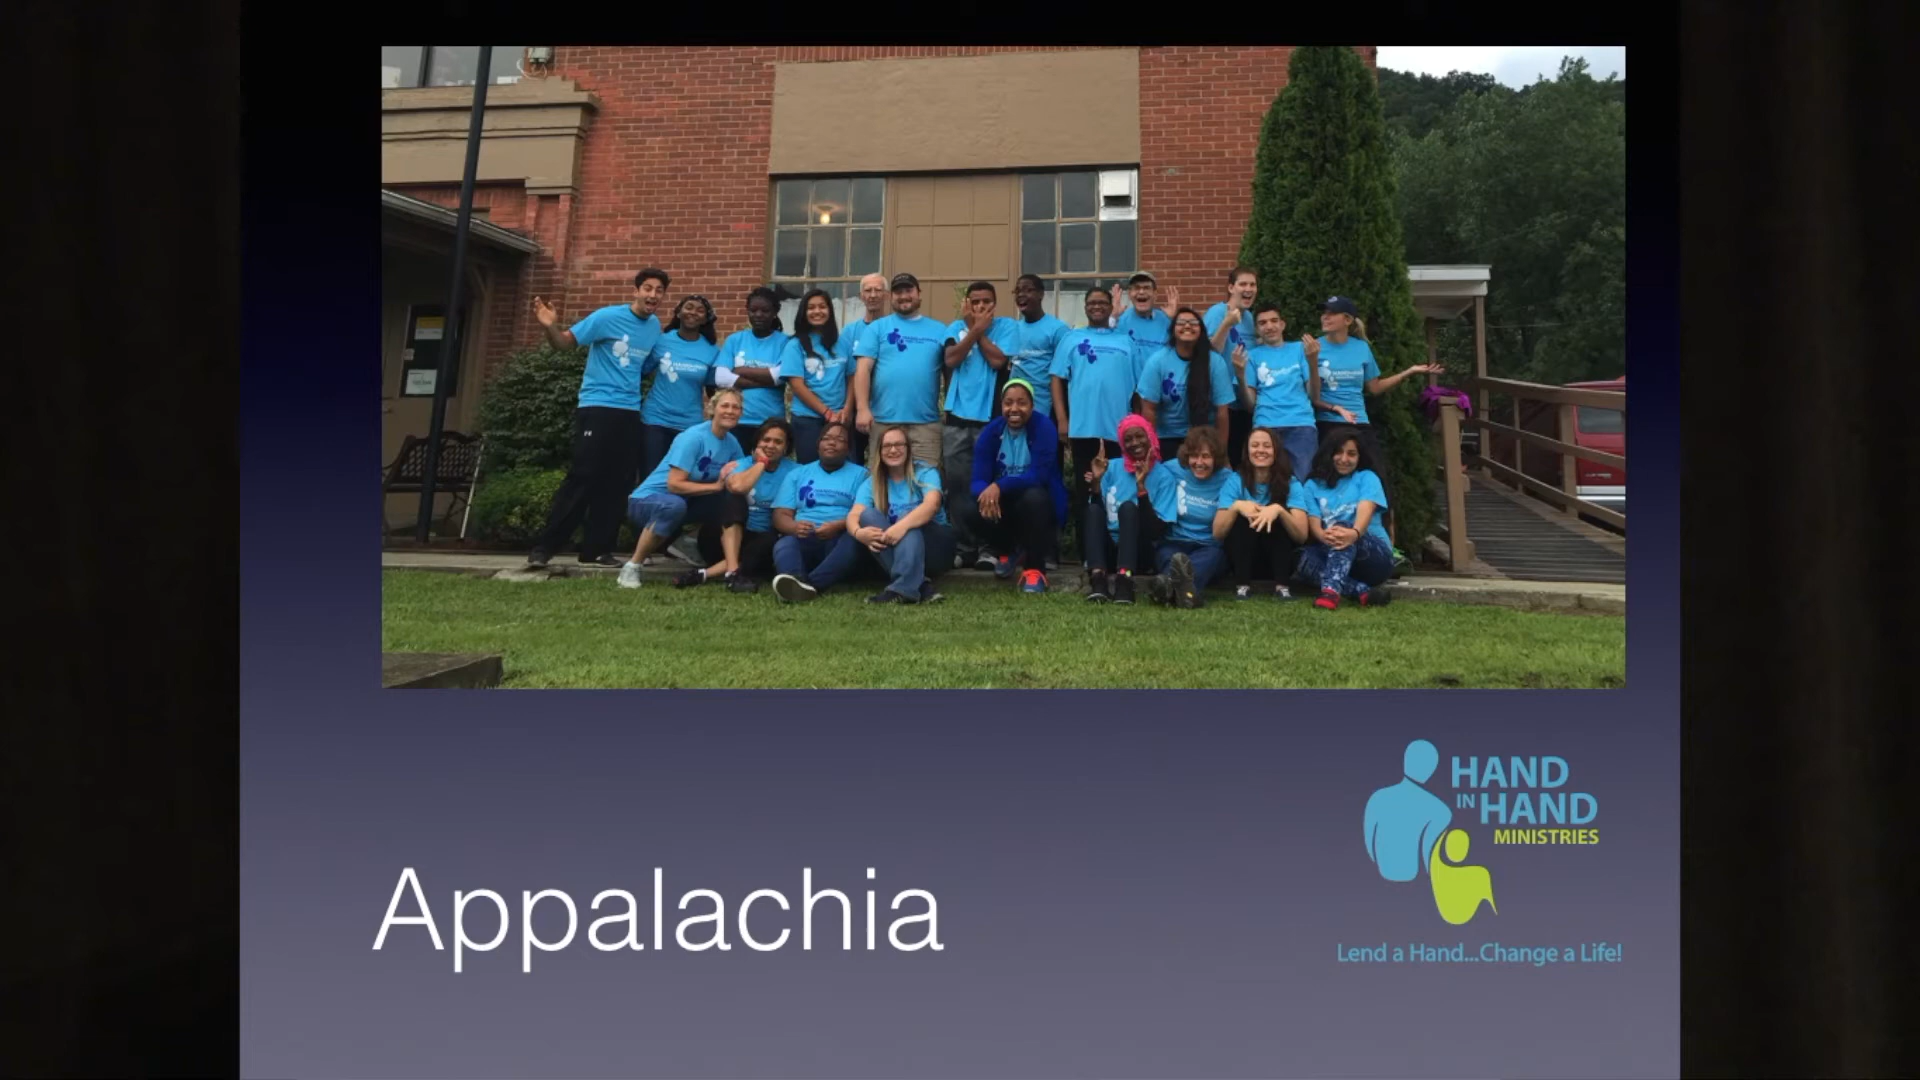 Appalachia
HAND
IN HAND
MINISTRIES
Lend a Hand...Change a Life!